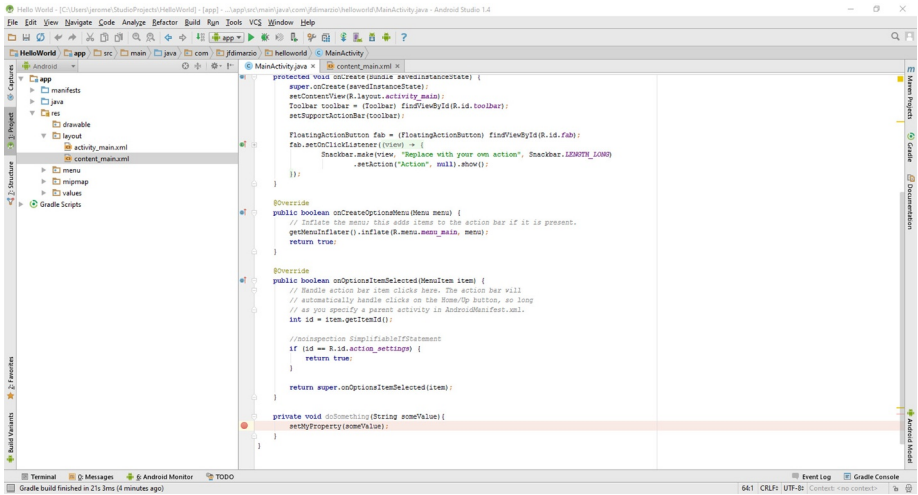 Hello World - [C:\Users\jerome\StudioProjects\HelloWorld] - [app] - ...\app\src\main\java\com\jfdimarzio\helloworld\MainActivity.java - Android Studio 1.4
File Edit View Navigate Code Analyze Refactor Build Run Tools VCS Window Help
app
HelloWorld app src main java com jfdimarzio helloworld MainActivity
Android
MainActivity.java × content_main.xml ×
app
manifests
java
res
drawable
layout
activity_main.xml
content_main.xml
menu
mipmap
values
Gradle Scripts
protected void onCreate(Bundle savedInstanceState) {
super.onCreate(savedInstanceState);
setContentView(R.layout.activity_main);
Toolbar toolbar = (Toolbar) findViewById(R.id.toolbar);
setSupportActionBar(toolbar);
FloatingActionButton fab = (FloatingActionButton) findViewById(R.id.fab);
fab.setOnClickListener((view) → {
Snackbar.make(view, "Replace with your own action", Snackbar.LENGTH_LONG)
.setAction("Action", null).show();
});
}
@Override
public boolean onCreateOptionsMenu(Menu menu) {
// Inflate the menu; this adds items to the action bar if it is present.
getMenuInflater().inflate(R.menu.menu_main, menu);
return true;
}
@Override
public boolean onOptionsItemSelected(MenuItem item) {
// Handle action bar item clicks here. The action bar will
// automatically handle clicks on the Home/Up button, so long
// as you specify a parent activity in AndroidManifest.xml.
int id = item.getItemId();
//noinspection SimplifiableIfStatement
if (id == R.id.action_settings) {
return true;
}
return super.onOptionsItemSelected(item);
}
private void doSomething(String someValue){
setMyProperty(someValue);
}
}
Captures
1: Project
7: Structure
2: Favorites
Build Variants
Maven Projects
Gradle
Documentation
Android Model
Terminal 0: Messages 6: Android Monitor TODO Event Log Gradle Console
Gradle build finished in 21s 3ms (4 minutes ago) 64:1 CRLF÷ UTF-8÷ Context: <no context>